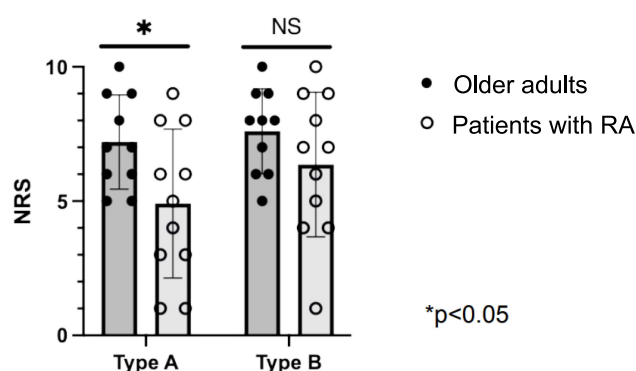 * NS
10
5
0
NRS
Type A Type B
Older adults
Patients with RA
*p<0.05